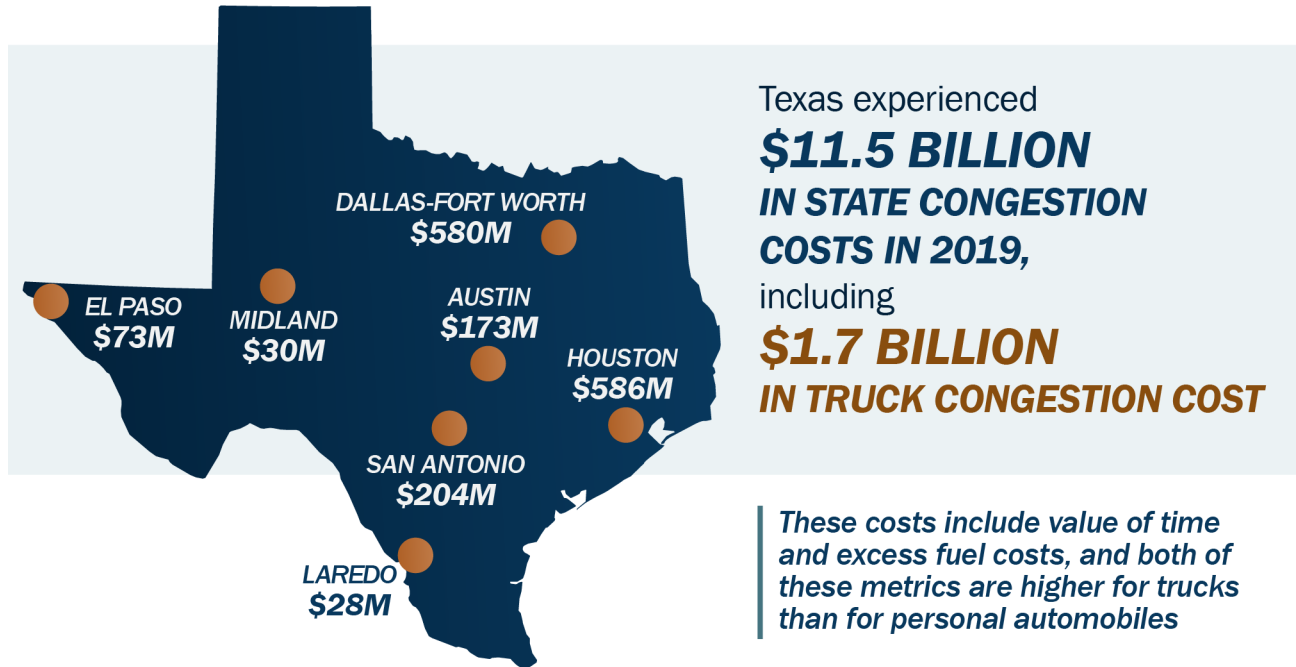 Texas experienced
$11.5 BILLION
IN STATE CONGESTION
COSTS IN 2019,
including
$1.7 BILLION
IN TRUCK CONGESTION COST
DALLAS-FORT WORTH
$580M
EL PASO
$73M
MIDLAND
$30M
AUSTIN
$173M
HOUSTON
$586M
SAN ANTONIO
$204M
LAREDO
$28M
These costs include value of time
and excess fuel costs, and both of
these metrics are higher for trucks
than for personal automobiles